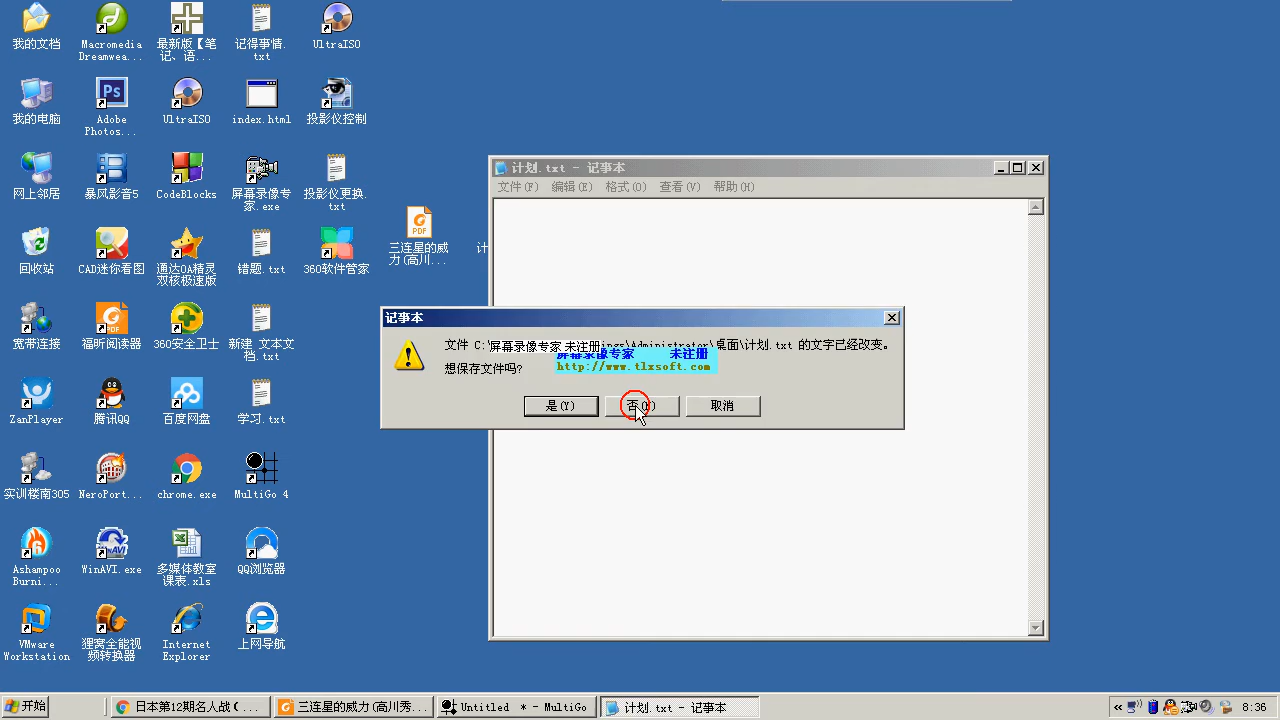 我的文档
Macromedia
Dreamwea...
最新版【笔
记、语...
记得事情.
txt
UltraISO
我的电脑
Adobe
Photos...
UltraISO
index.html
投影仪控制
网上邻居
暴风影音5
CodeBlocks
屏幕录像专
家.exe
投影仪更换.
txt
三连星的威
力(高川...
计
回收站
CAD迷你看图
通达OA精灵
双核极速版
错题.txt
360软件管家
宽带连接
福昕阅读器
360安全卫士
新建 文本文
档.txt
ZanPlayer
腾讯QQ
百度网盘
学习.txt
实训楼南305
NeroPort...
chrome.exe
MultiGo 4
Ashampoo
Burni...
WinAVI.exe
多媒体教室
课表.xls
QQ浏览器
VMware
Workstation
狸窝全能视
频转换器
Internet
Explorer
上网导航
计划.txt - 记事本
文件(F) 编辑(E) 格式(O) 查看(V) 帮助(H)
记事本
文件 C:\屏幕录像专家 未注册ings\Administrator\桌面\计划.txt 的文字已经改变。
屏幕录像专家 未注册
http://www.tlxsoft.com
想保存文件吗?
是(Y) 否(N) 取消
开始 日本第12期名人战(... 三连星的威力(高川秀... Untitled * - MultiGo 计划.txt - 记事本 8:36